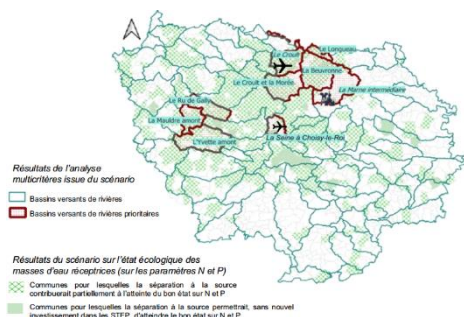 Le Crould
Le Longueau
La Beuvronne
Le Crould et la Morée
La Marne intermédiaire
Le Ru de Gally
La Mauldre amont
L'Yvette amont
La Seine à Choisy-le-Roi
Résultats de l'analyse
multicritères issue du scénario
Bassins versants de rivières
Bassins versants de rivières prioritaires
Résultats du scénario sur l'état écologique des
masses d'eau réceptrices (sur les paramètres N et P)
Communes pour lesquelles la séparation à la source
contribuerait partiellement à l'atteinte du bon état sur N et P
Communes pour lesquelles la séparation à la source permettrait, sans nouvel
investissement dans les STEP, d'atteindre le bon état sur N et P